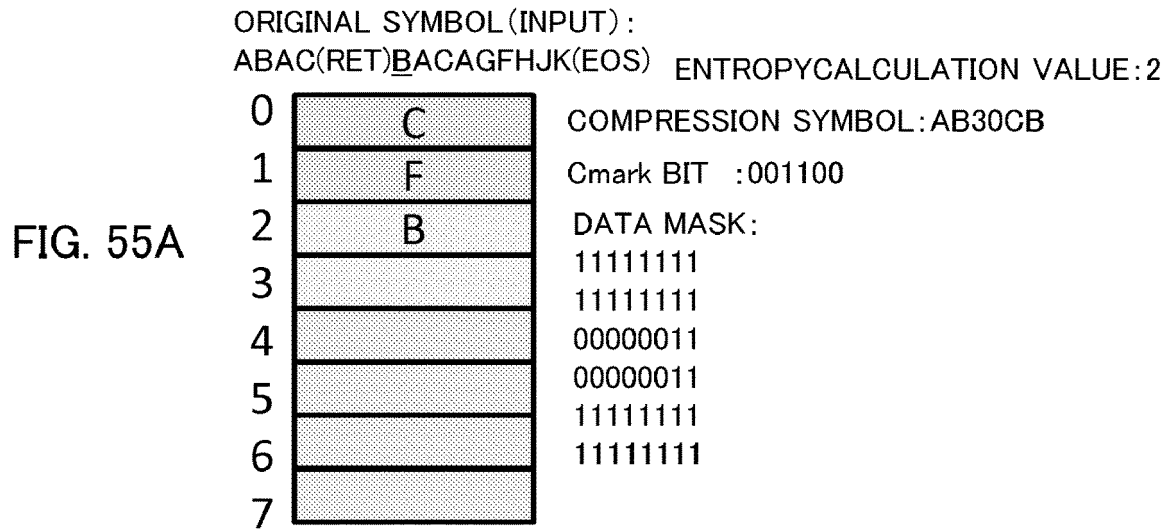 ORIGINAL SYMBOL(INPUT):
ABAC(RET)BACAGFHJK(EOS) ENTROPYCALCULATION VALUE:2
0 C COMPRESSION SYMBOL:AB30CB
1 F Cmark BIT :001100
2 B DATA MASK:
FIG. 55A
11111111
3
11111111
4 00000011
00000011
5
11111111
6 11111111
7